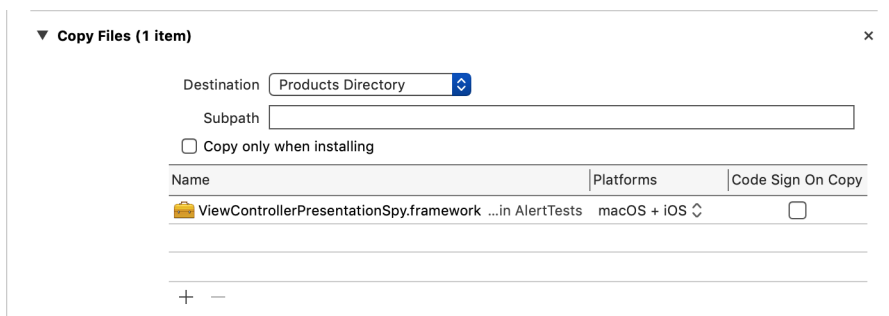 Copy Files (1 item)
Destination Products Directory
Subpath
Copy only when installing
Name Platforms Code Sign On Copy
ViewControllerPresentationSpy.framework ...in AlertTests macOS + iOS